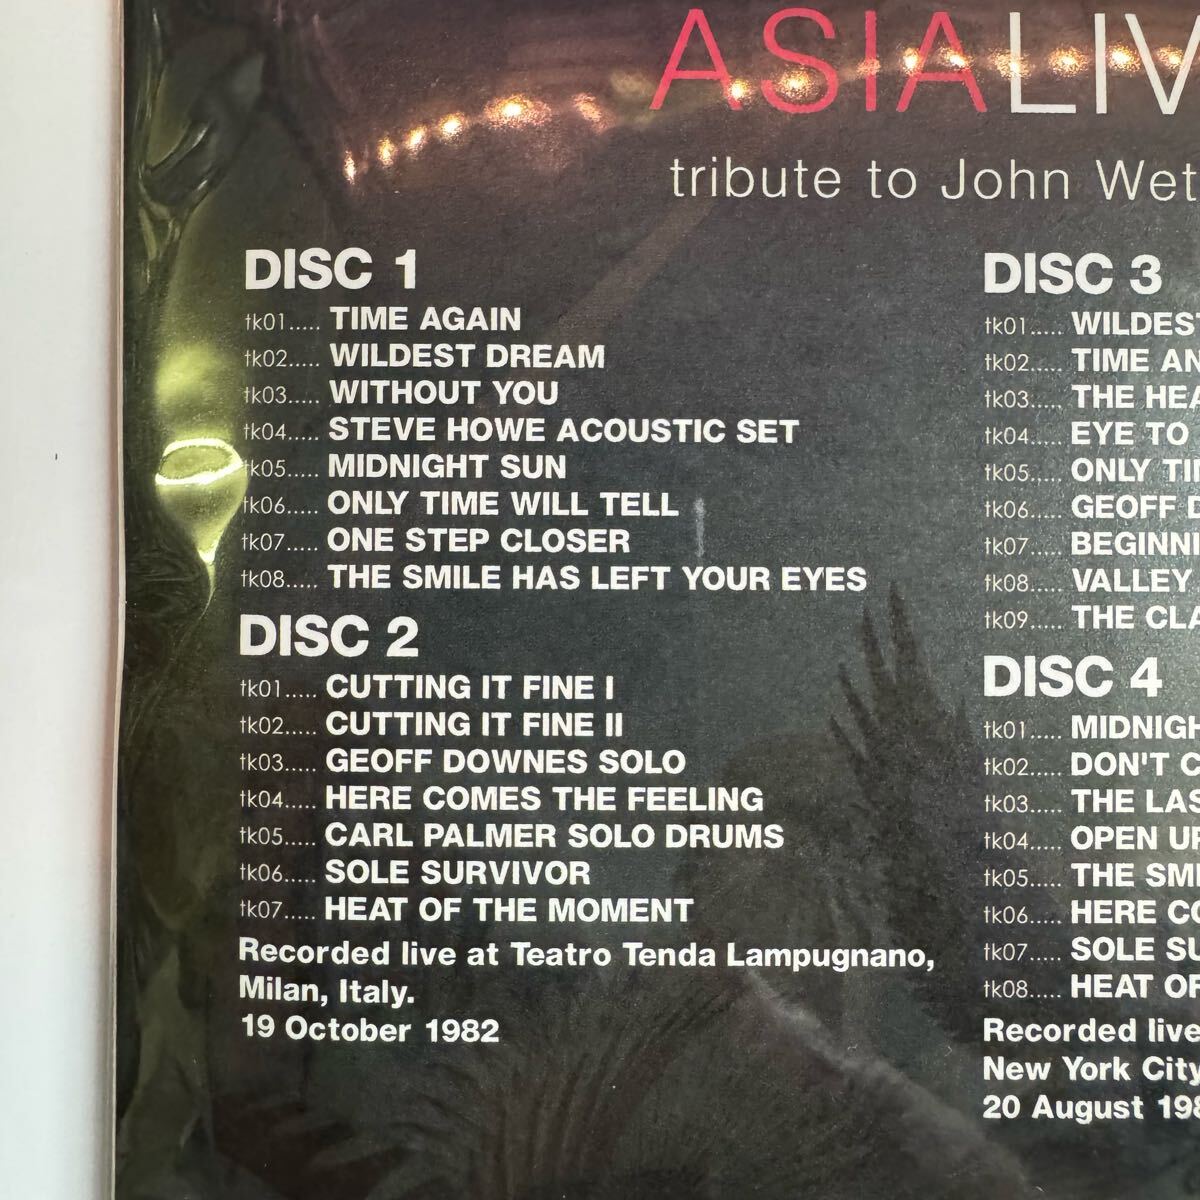 ASIA LIV
tribute to John Wet
DISC 1
tk01..... TIME AGAIN
tk02..... WILDEST DREAM
tk03..... WITHOUT YOU
tk04..... STEVE HOWE ACOUSTIC SET
tk05..... MIDNIGHT SUN
tk06..... ONLY TIME WILL TELL
tk07..... ONE STEP CLOSER
tk08..... THE SMILE HAS LEFT YOUR EYES
DISC 2
tk01..... CUTTING IT FINE I
tk02..... CUTTING IT FINE II
tk03..... GEOFF DOWNES SOLO
tk04..... HERE COMES THE FEELING
tk05..... CARL PALMER SOLO DRUMS
tk06..... SOLE SURVIVOR
tk07..... HEAT OF THE MOMENT
Recorded live at Teatro Tenda Lampugnano,
Milan, Italy.
19 October 1982
DISC 3
tk01..... WILDES
tk02..... TIME AN
tk03..... THE HEA
tk04..... EYE TO
tk05..... ONLY TI
tk06..... GEOFF D
tk07..... BEGINNI
tk08..... VALLEY
tk09..... THE CLA
DISC 4
tk01..... MIDNIGH
tk02..... DON'T C
tk03..... THE LAS
tk04..... OPEN UP
tk05..... THE SMI
tk06..... HERE CO
tk07..... SOLE SU
tk08..... HEAT OF
Recorded live
New York City
20 August 198